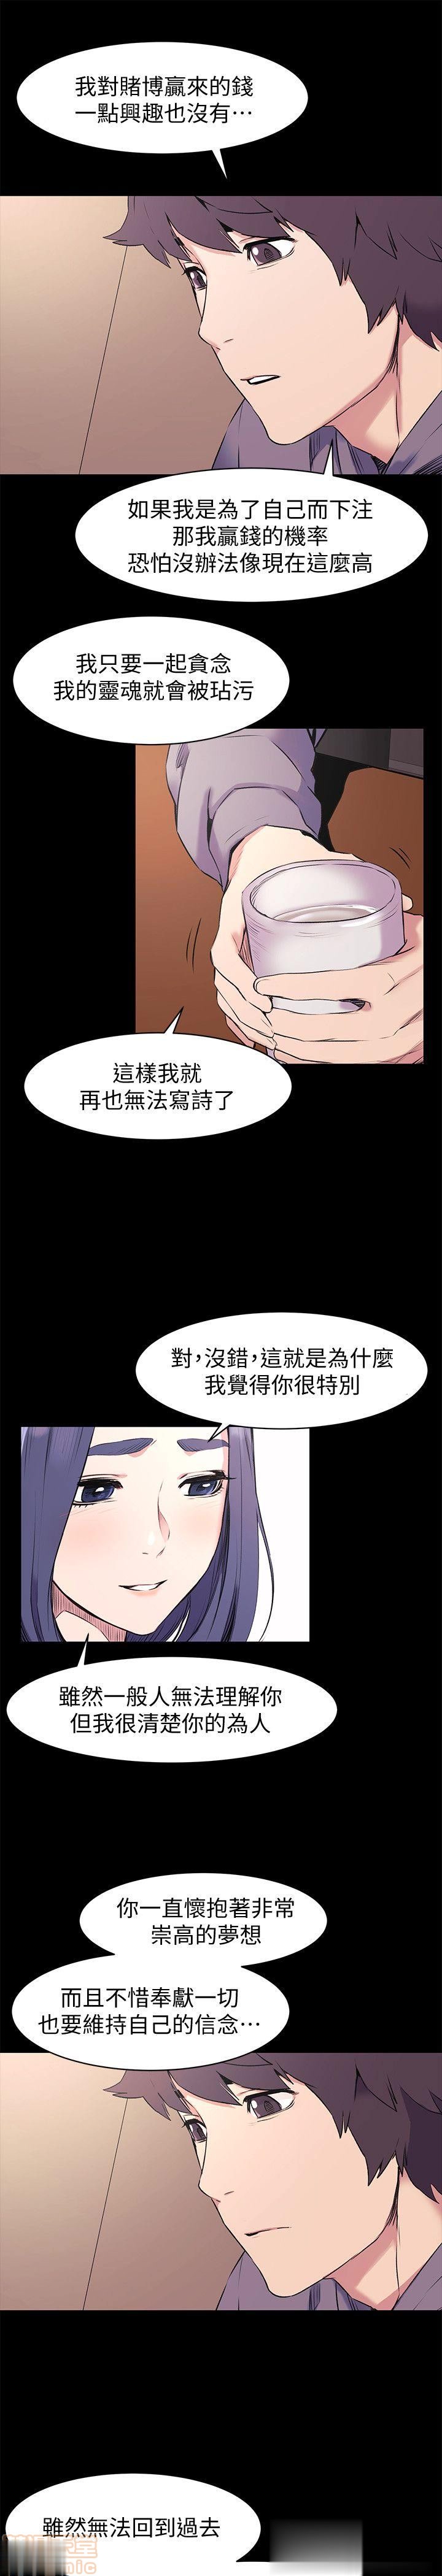 我對賭博贏來的錢
一點興趣也沒有…
如果我是為了自己而下注
那我贏錢的機率
恐怕沒辦法像現在這麼高
我只要一起貪念
我的靈魂就會被玷污
這樣我就
再也無法寫詩了
對,沒錯,這就是為什麼
我覺得你很特別
雖然一般人無法理解你
但我很清楚你的為人
你一直懷抱著非常
崇高的夢想
而且不惜奉獻一切
也要維持自己的信念…
雖然無法回到過去